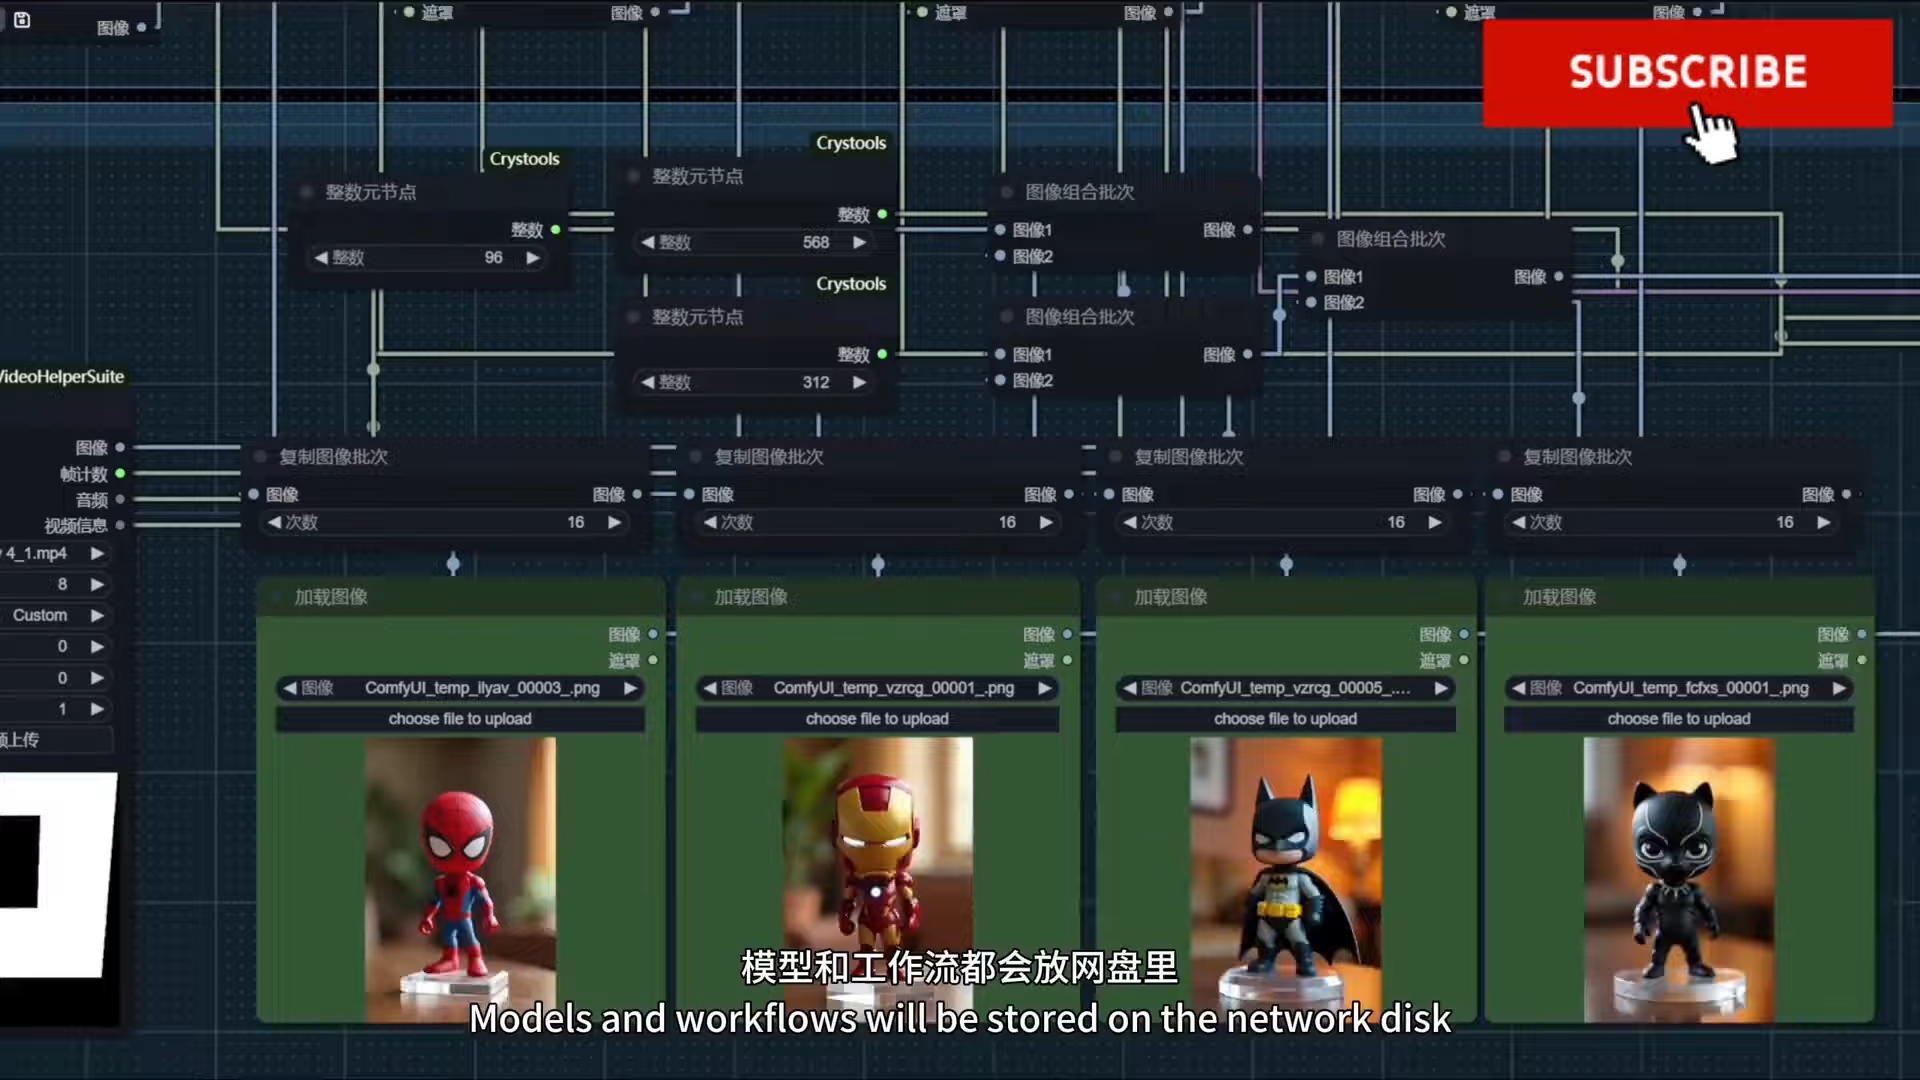 遮罩
图像
遮罩
图像
遮罩
图像
图像
SUBSCRIBE
Crystools
整数元节点
整数
整数
96
Crystools
整数元节点
整数
整数
568
Crystools
整数元节点
整数
整数
312
图像组合批次
图像1
图像
图像2
图像组合批次
图像1
图像
图像2
图像组合批次
图像1
图像
图像2
VideoHelperSuite
图像
帧计数
音频
视频信息
4_1.mp4
8
Custom
0
0
1
上传
复制图像批次
图像
图像
次数
16
复制图像批次
图像
图像
次数
16
复制图像批次
图像
图像
次数
16
复制图像批次
图像
图像
次数
16
加载图像
图像
遮罩
图像
ComfyUI_temp_ilyav_00003_.png
choose file to upload
加载图像
图像
遮罩
图像
ComfyUI_temp_vzrcg_00001_.png
choose file to upload
加载图像
图像
遮罩
图像
ComfyUI_temp_vzrcg_00005_....
choose file to upload
加载图像
图像
遮罩
图像
ComfyUI_temp_fcfxs_00001_.png
choose file to upload
模型和工作流都会放网盘里
Models and workflows will be stored on the network disk